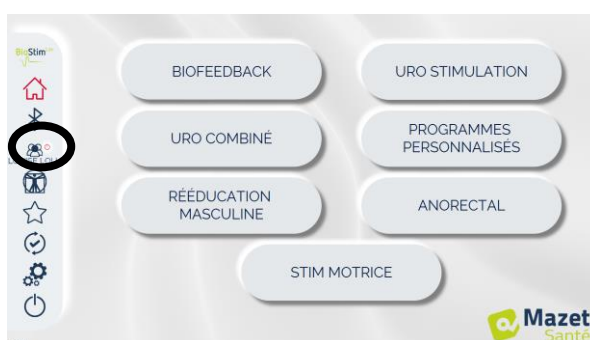 BioStim
BIOFEEDBACK
URO STIMULATION
URO COMBINÉ
PROGRAMMES
PERSONNALISÉS
RÉÉDUCATION
MASCULINE
ANORECTAL
STIM MOTRICE
Mazet
Santé